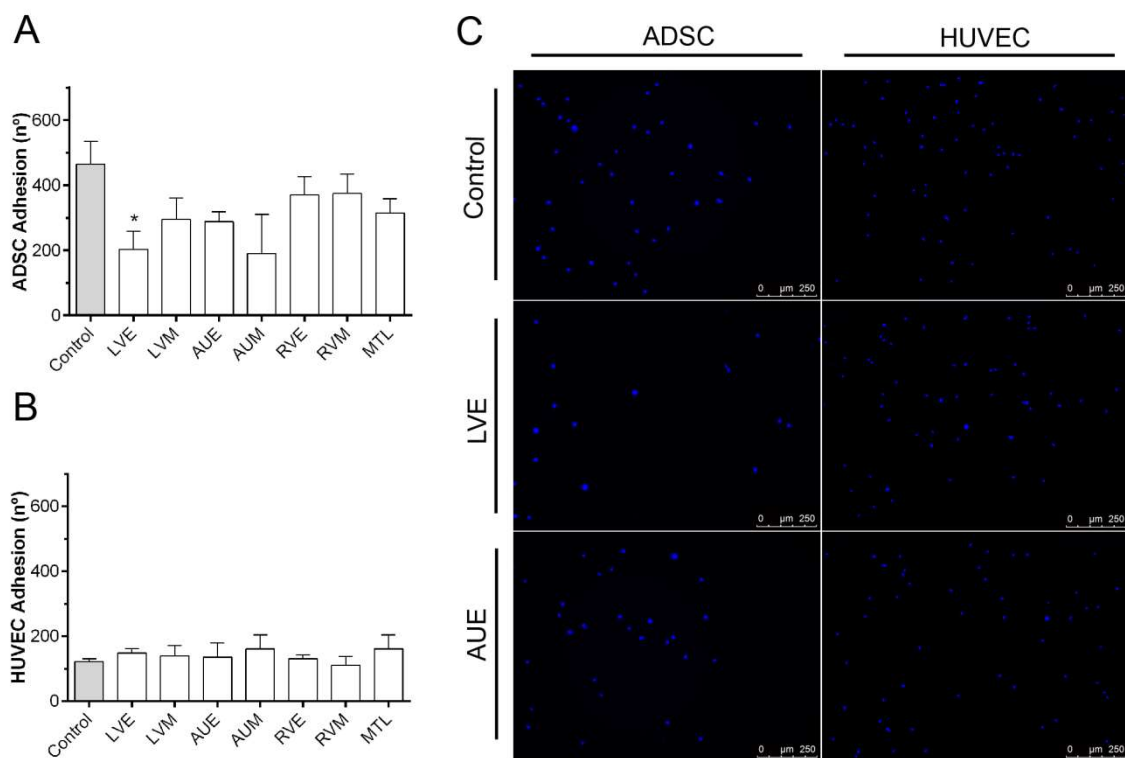 A
ADSC Adhesion (nº)
600
400
200
0
Control
LVE
LVM
AUE
AUM
RVE
RVM
MTL
*
B
HUVEC Adhesion (nº)
600
400
200
0
Control
LVE
LVM
AUE
AUM
RVE
RVM
MTL
C
ADSC
HUVEC
Control
0 µm 250
0 µm 250
LVE
0 µm 250
0 µm 250
AUE
0 µm 250
0 µm 250